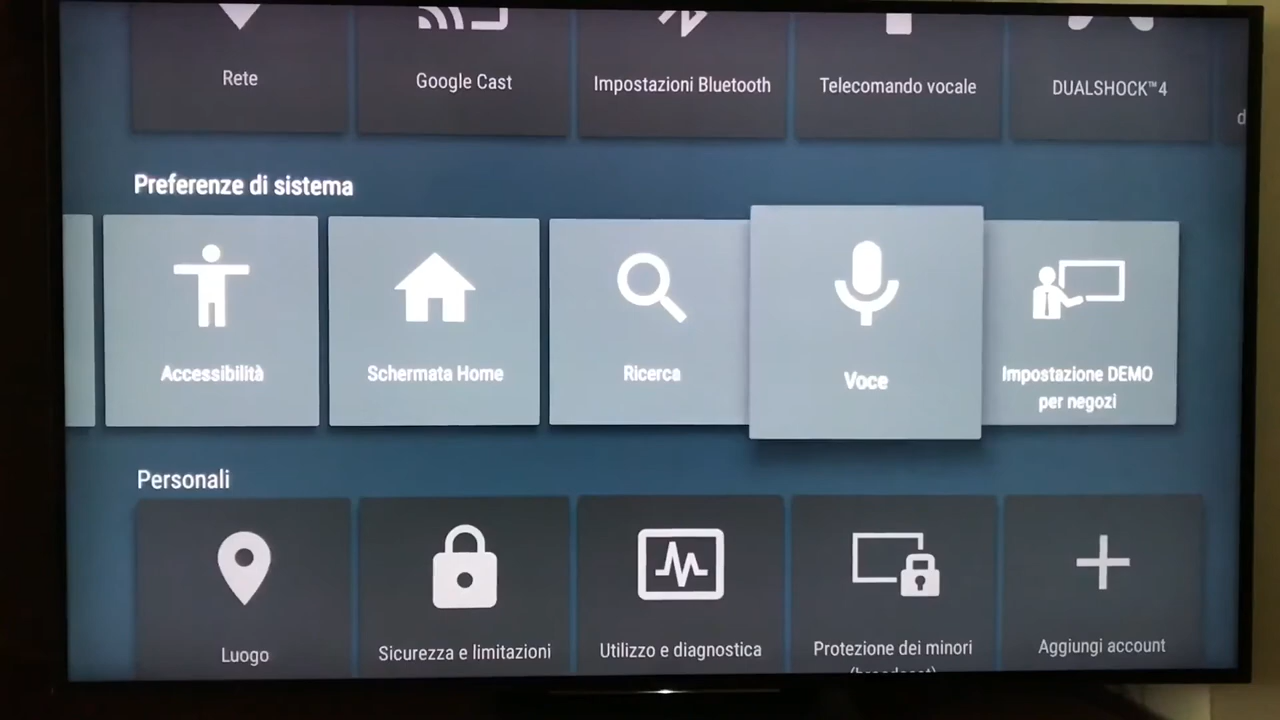 Rete
Google Cast
Impostazioni Bluetooth
Telecomando vocale
DUALSHOCK™4
Preferenze di sistema
Accessibilità
Schermata Home
Ricerca
Voce
Impostazione DEMO
per negozi
Personali
Luogo
Sicurezza e limitazioni
Utilizzo e diagnostica
Protezione dei minori
Aggiungi account